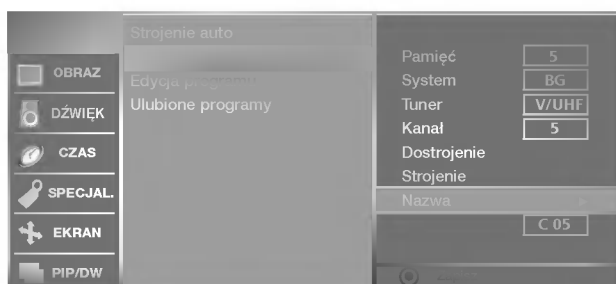 OBRAZ
DŹWIĘK
CZAS
SPECJAL.
EKRAN
PIP/DW
Strojenie auto
Edycja programu
Ulubione programy
Pamięć 5
System BG
Tuner V/UHF
Kanał 5
Dostrojenie
Strojenie
Nazwa
C 05